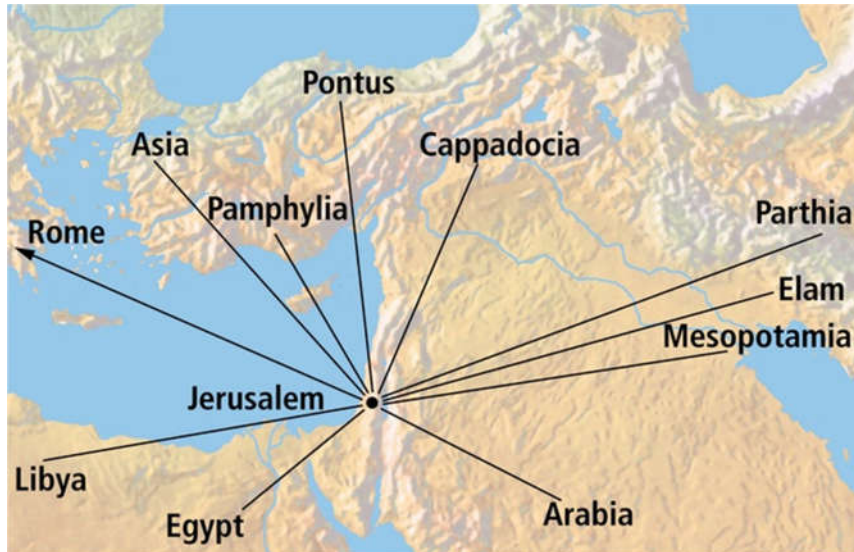 Pontus
Asia
Cappadocia
Pamphylia
Parthia
Rome
Elam
Mesopotamia
Jerusalem
Libya
Egypt
Arabia